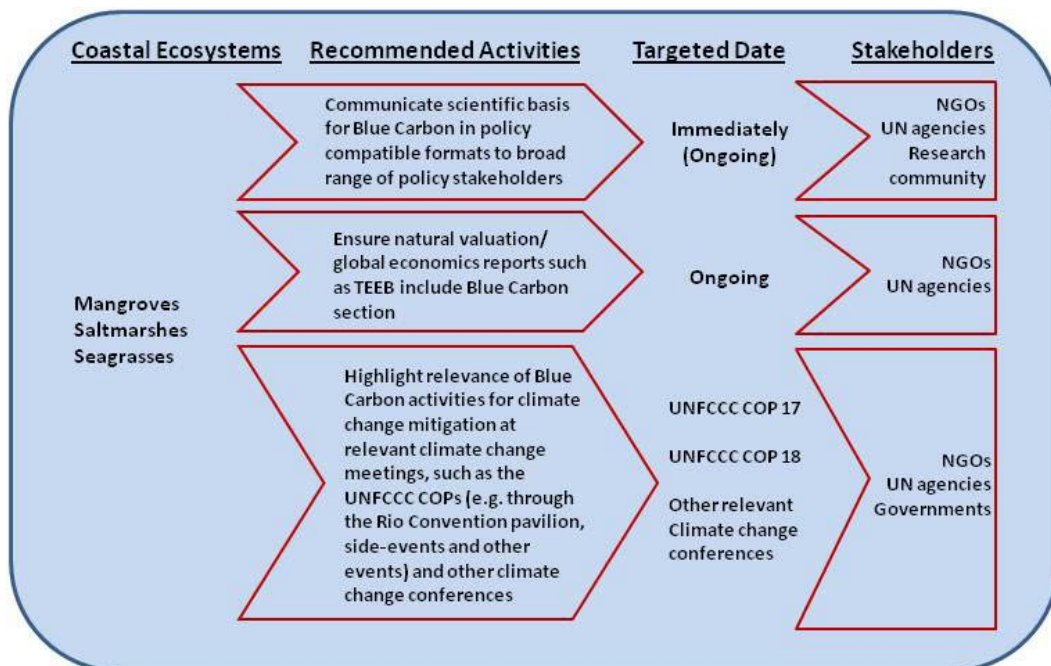 Coastal Ecosystems
Recommended Activities
Targeted Date
Stakeholders
Mangroves
Saltmarshes
Seagrasses
Communicate scientific basis
for Blue Carbon in policy
compatible formats to broad
range of policy stakeholders
Immediately
(Ongoing)
NGOs
UN agencies
Research
community
Ensure natural valuation/
global economics reports such
as TEEB include Blue Carbon
section
Ongoing
NGOs
UN agencies
Highlight relevance of Blue
Carbon activities for climate
change mitigation at
relevant climate change
meetings, such as the
UNFCCC COPs (e.g. through
the Rio Convention pavilion,
side-events and other
events) and other climate
change conferences
UNFCCC COP 17
UNFCCC COP 18
Other relevant
Climate change
conferences
NGOs
UN agencies
Governments